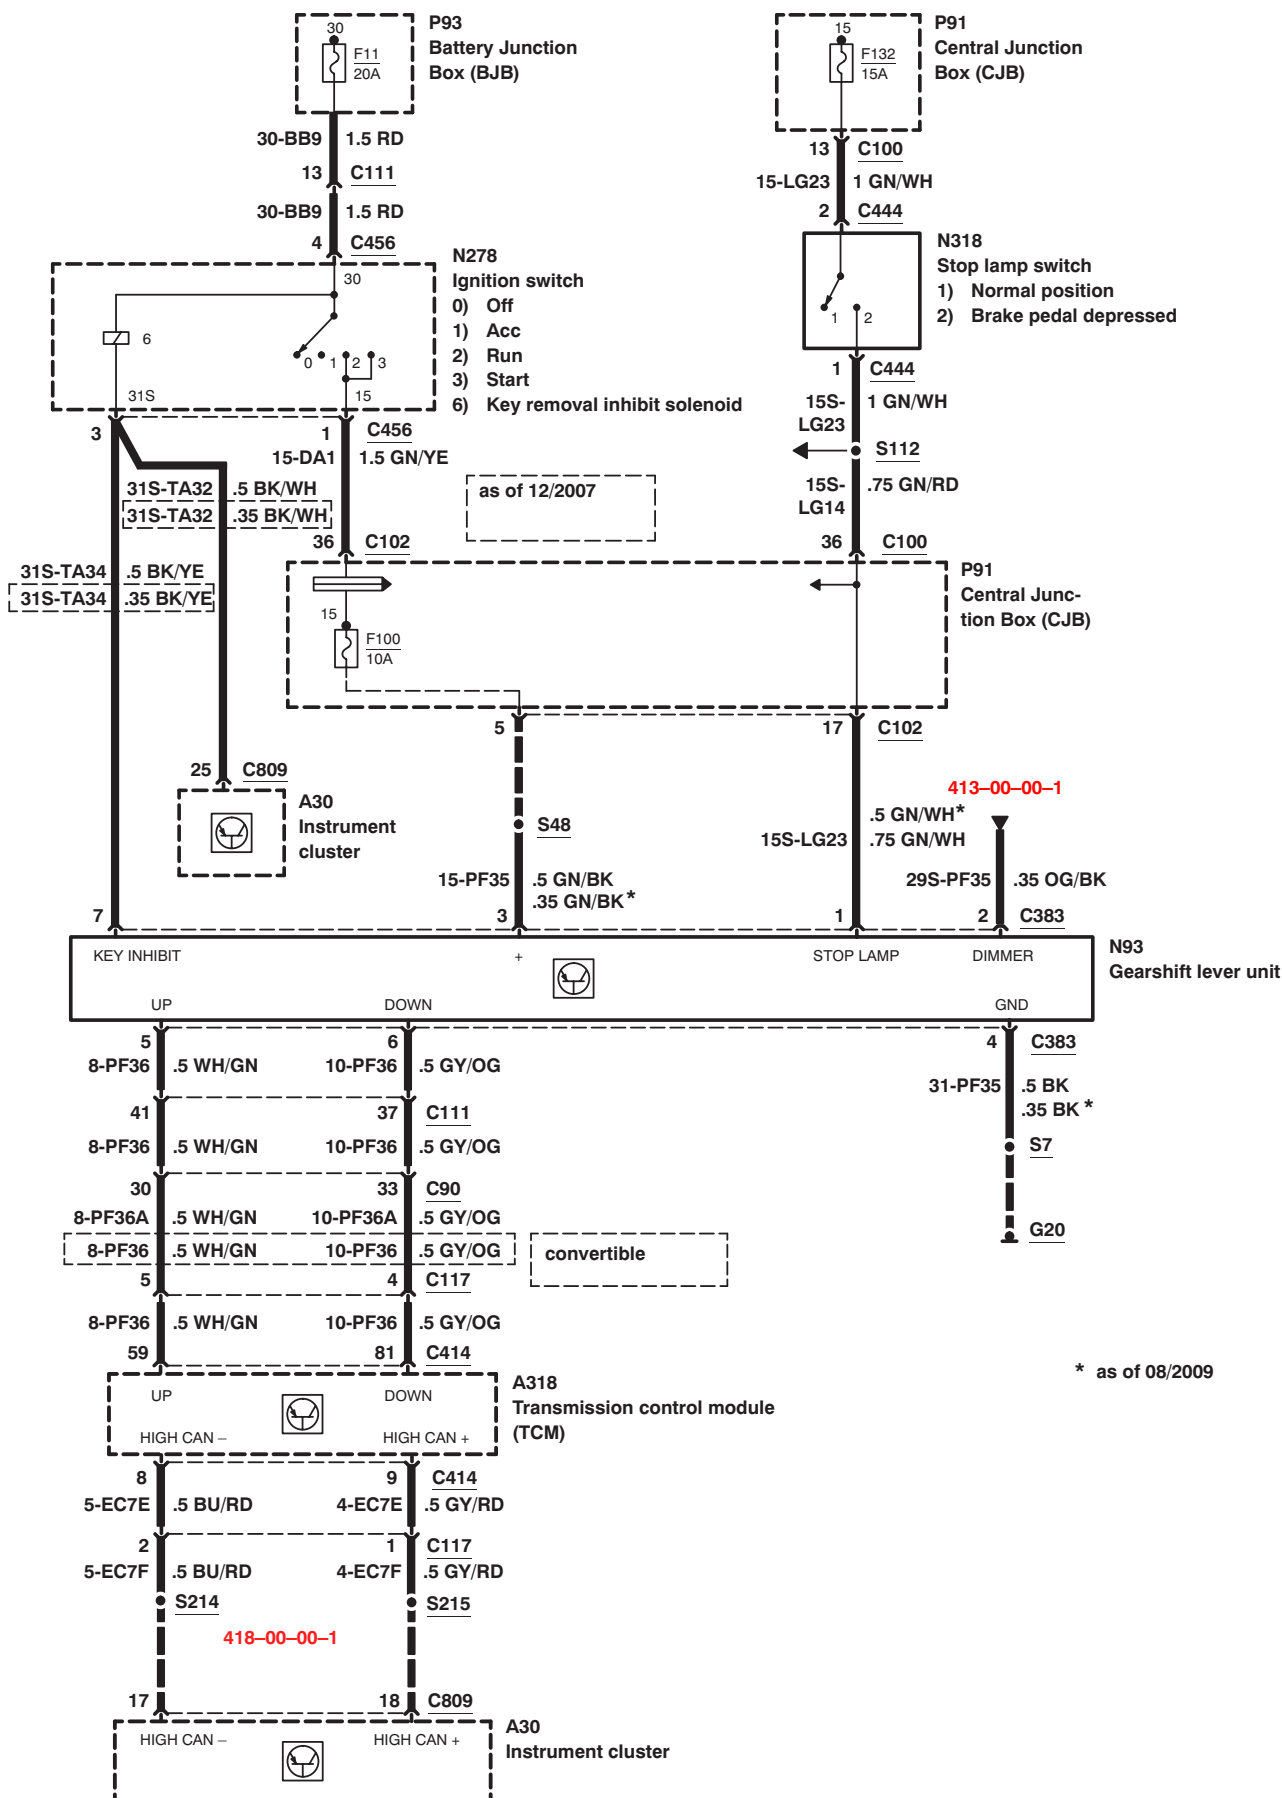 30
F11
20A
P93
Battery Junction
Box (BJB)
15
F132
15A
P91
Central Junction
Box (CJB)
30-BB9 1.5 RD
13 C111
30-BB9 1.5 RD
4 C456
13 C100
15-LG23 1 GN/WH
2 C444
N278
Ignition switch
0) Off
1) Acc
2) Run
3) Start
6) Key removal inhibit solenoid
30
6
0 1 2 3
31S 15
N318
Stop lamp switch
1) Normal position
2) Brake pedal depressed
1 2
3 1 C456
15-DA1 1.5 GN/YE
1 C444
15S-
LG23
1 GN/WH
S112
15S-
LG14
.75 GN/RD
31S-TA32 .5 BK/WH
31S-TA32 .35 BK/WH
as of 12/2007
36 C102
36 C100
31S-TA34 .5 BK/YE
31S-TA34 .35 BK/YE
15
F100
10A
P91
Central Junc-
tion Box (CJB)
5 17 C102
25 C809
A30
Instrument
cluster
S48
413–00–00–1
.5 GN/WH*
15S-LG23 .75 GN/WH
15-PF35 .5 GN/BK
.35 GN/BK*
29S-PF35 .35 OG/BK
7 3 1 2 C383
KEY INHIBIT + STOP LAMP DIMMER
UP DOWN GND
N93
Gearshift lever unit
5 6 4 C383
8-PF36 .5 WH/GN 10-PF36 .5 GY/OG
31-PF35 .5 BK
.35 BK *
41 37 C111
8-PF36 .5 WH/GN 10-PF36 .5 GY/OG
S7
30 33 C90
8-PF36A .5 WH/GN 10-PF36A .5 GY/OG
G20
8-PF36 .5 WH/GN 10-PF36 .5 GY/OG
convertible
5 4 C117
8-PF36 .5 WH/GN 10-PF36 .5 GY/OG
59 81 C414
* as of 08/2009
UP DOWN
HIGH CAN – HIGH CAN +
A318
Transmission control module
(TCM)
8 9 C414
5-EC7E .5 BU/RD 4-EC7E .5 GY/RD
2 1 C117
5-EC7F .5 BU/RD 4-EC7F .5 GY/RD
S214 S215
418–00–00–1
17 18 C809
HIGH CAN – HIGH CAN +
A30
Instrument cluster